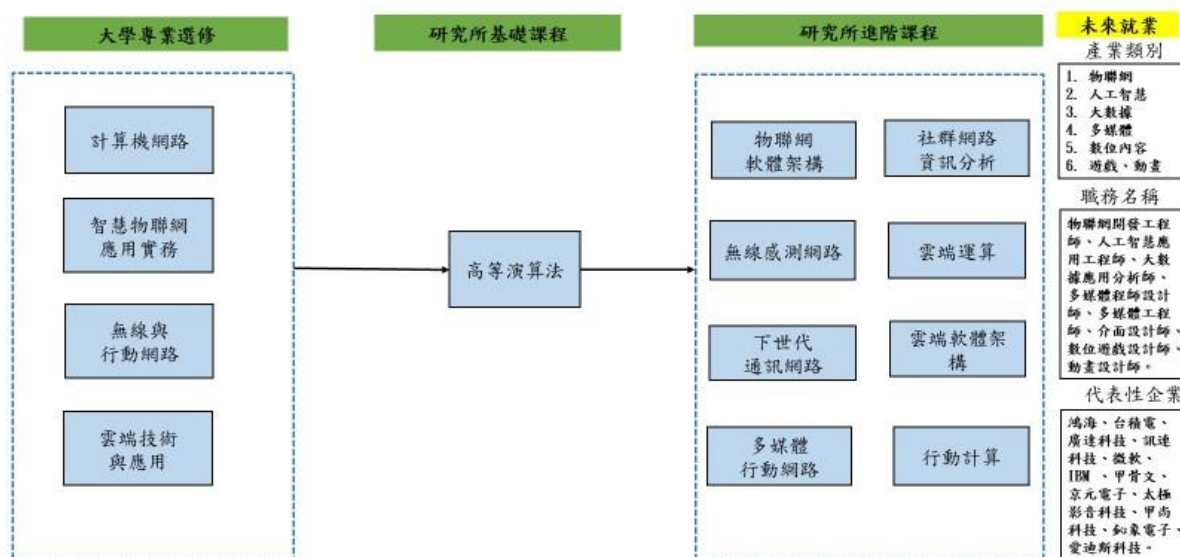 大學專業選修
計算機網路
智慧物聯網
應用實務
無線與
行動網路
雲端技術
與應用
研究所基礎課程
高等演算法
研究所進階課程
物聯網
軟體架構
社群網路
資訊分析
無線感測網路
雲端運算
下世代
通訊網路
雲端軟體架
構
多媒體
行動網路
行動計算
未來就業
產業類別
1. 物聯網
2. 人工智慧
3. 大數據
4. 多媒體
5. 數位內容
6. 遊戲、動畫
職務名稱
物聯網開發工程
師、人工智慧應
用工程師、大數
據應用分析師、
多媒體程師設計
師、多媒體工程
師、介面設計師、
數位遊戲設計師、
動畫設計師。
代表性企業
鴻海、台積電、
廣達科技、訊連
科技、微軟、
IBM 、甲骨文、
京元電子、太極
影音科技、甲尚
科技、鈊象電子、
愛迪斯科技。